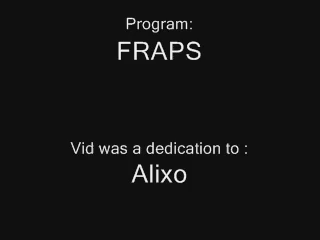 Program:
FRAPS
Vid was a dedication to :
Alixo